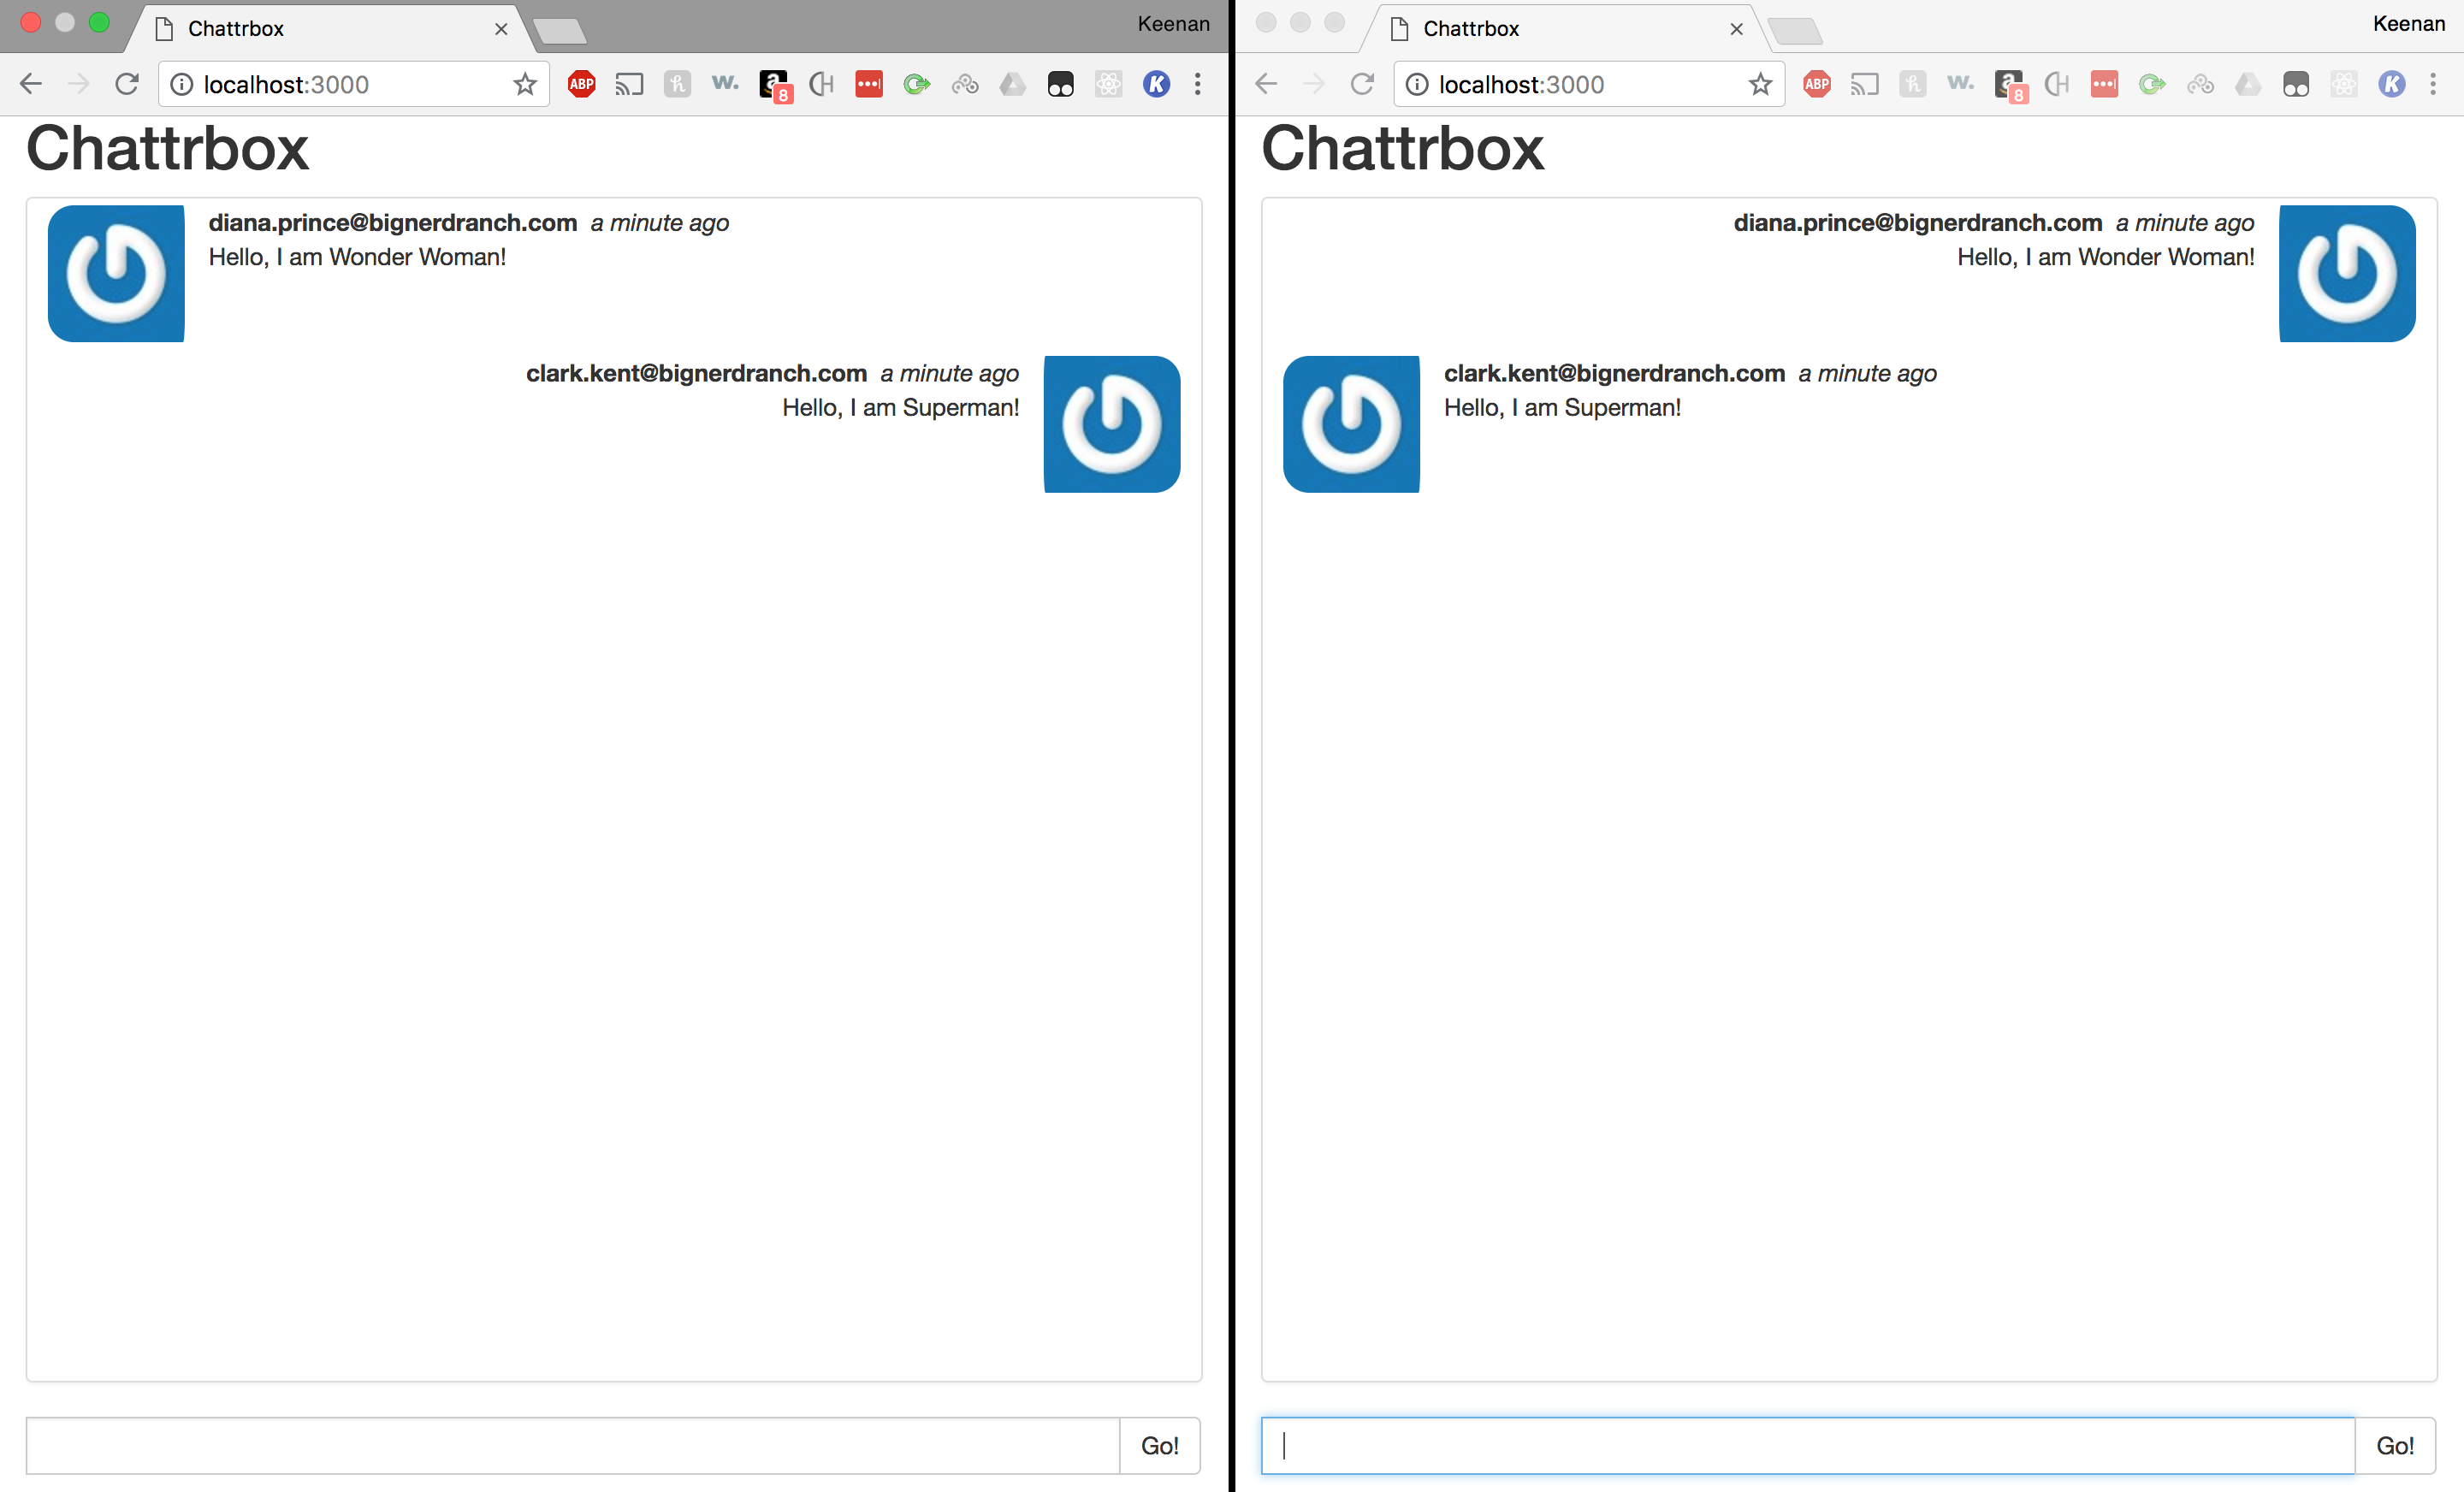 Chattrbox
Keenan
localhost:3000
ABP
h
w.
a
8
K
Chattrbox
diana.prince@bignerdranch.com a minute ago
Hello, I am Wonder Woman!
clark.kent@bignerdranch.com a minute ago
Hello, I am Superman!
Go!
Chattrbox
Keenan
localhost:3000
ABP
h
w.
a
8
K
Chattrbox
diana.prince@bignerdranch.com a minute ago
Hello, I am Wonder Woman!
clark.kent@bignerdranch.com a minute ago
Hello, I am Superman!
Go!